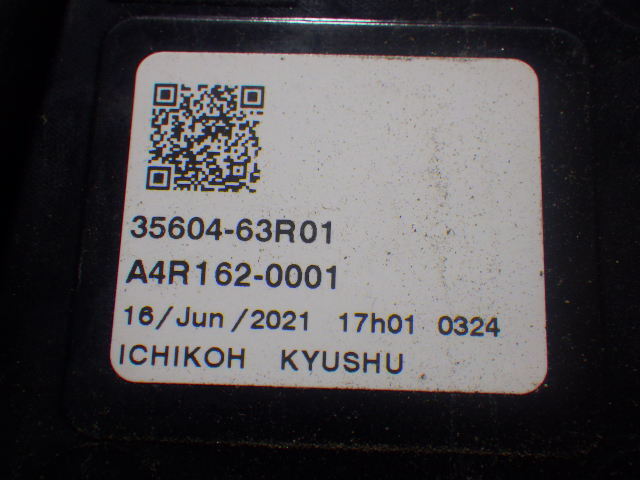 35604-63R01
A4R162-0001
16/Jun/2021 17h01 0324
ICHIKOH KYUSHU